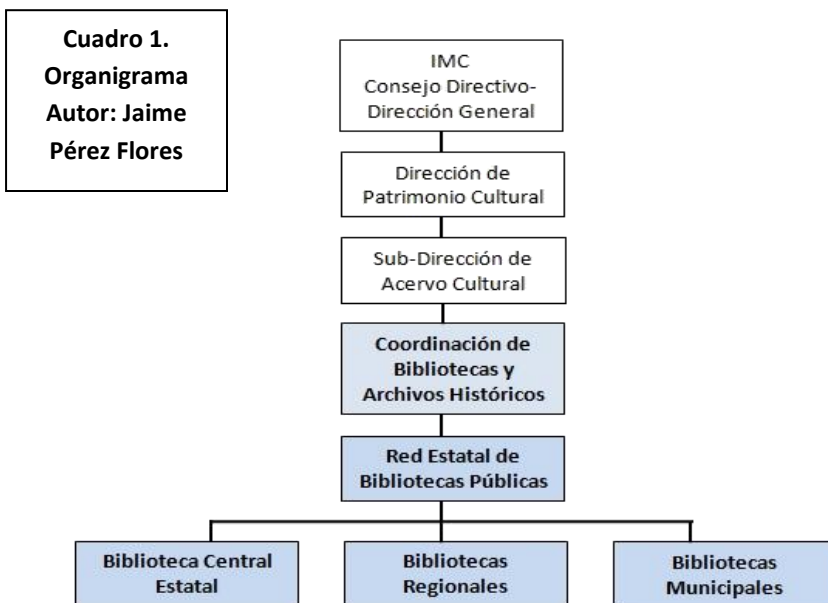 Cuadro 1.
Organigrama
Autor: Jaime
Pérez Flores
IMC
Consejo Directivo-
Dirección General
Dirección de
Patrimonio Cultural
Sub-Dirección de
Acervo Cultural
Coordinación de
Bibliotecas y
Archivos Históricos
Red Estatal de
Bibliotecas Públicas
Biblioteca Central
Estatal
Bibliotecas
Regionales
Bibliotecas
Municipales